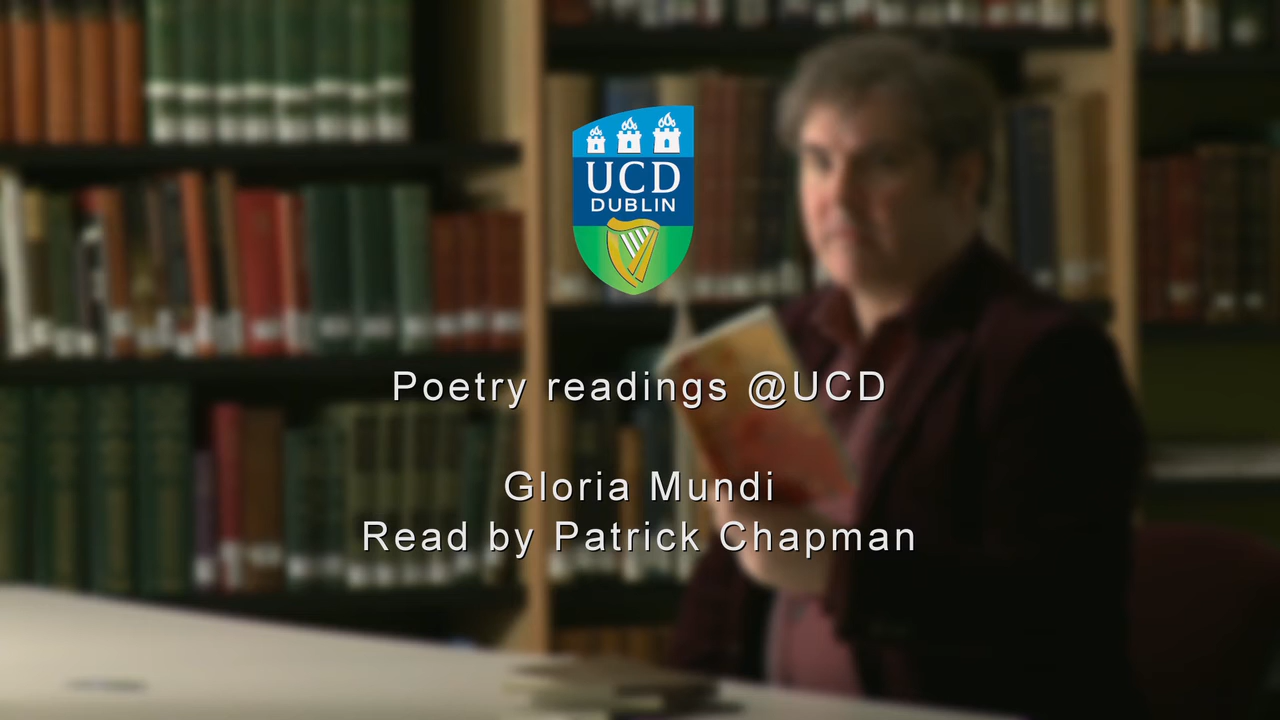 UCD
DUBLIN
Poetry readings @UCD
Gloria Mundi
Read by Patrick Chapman